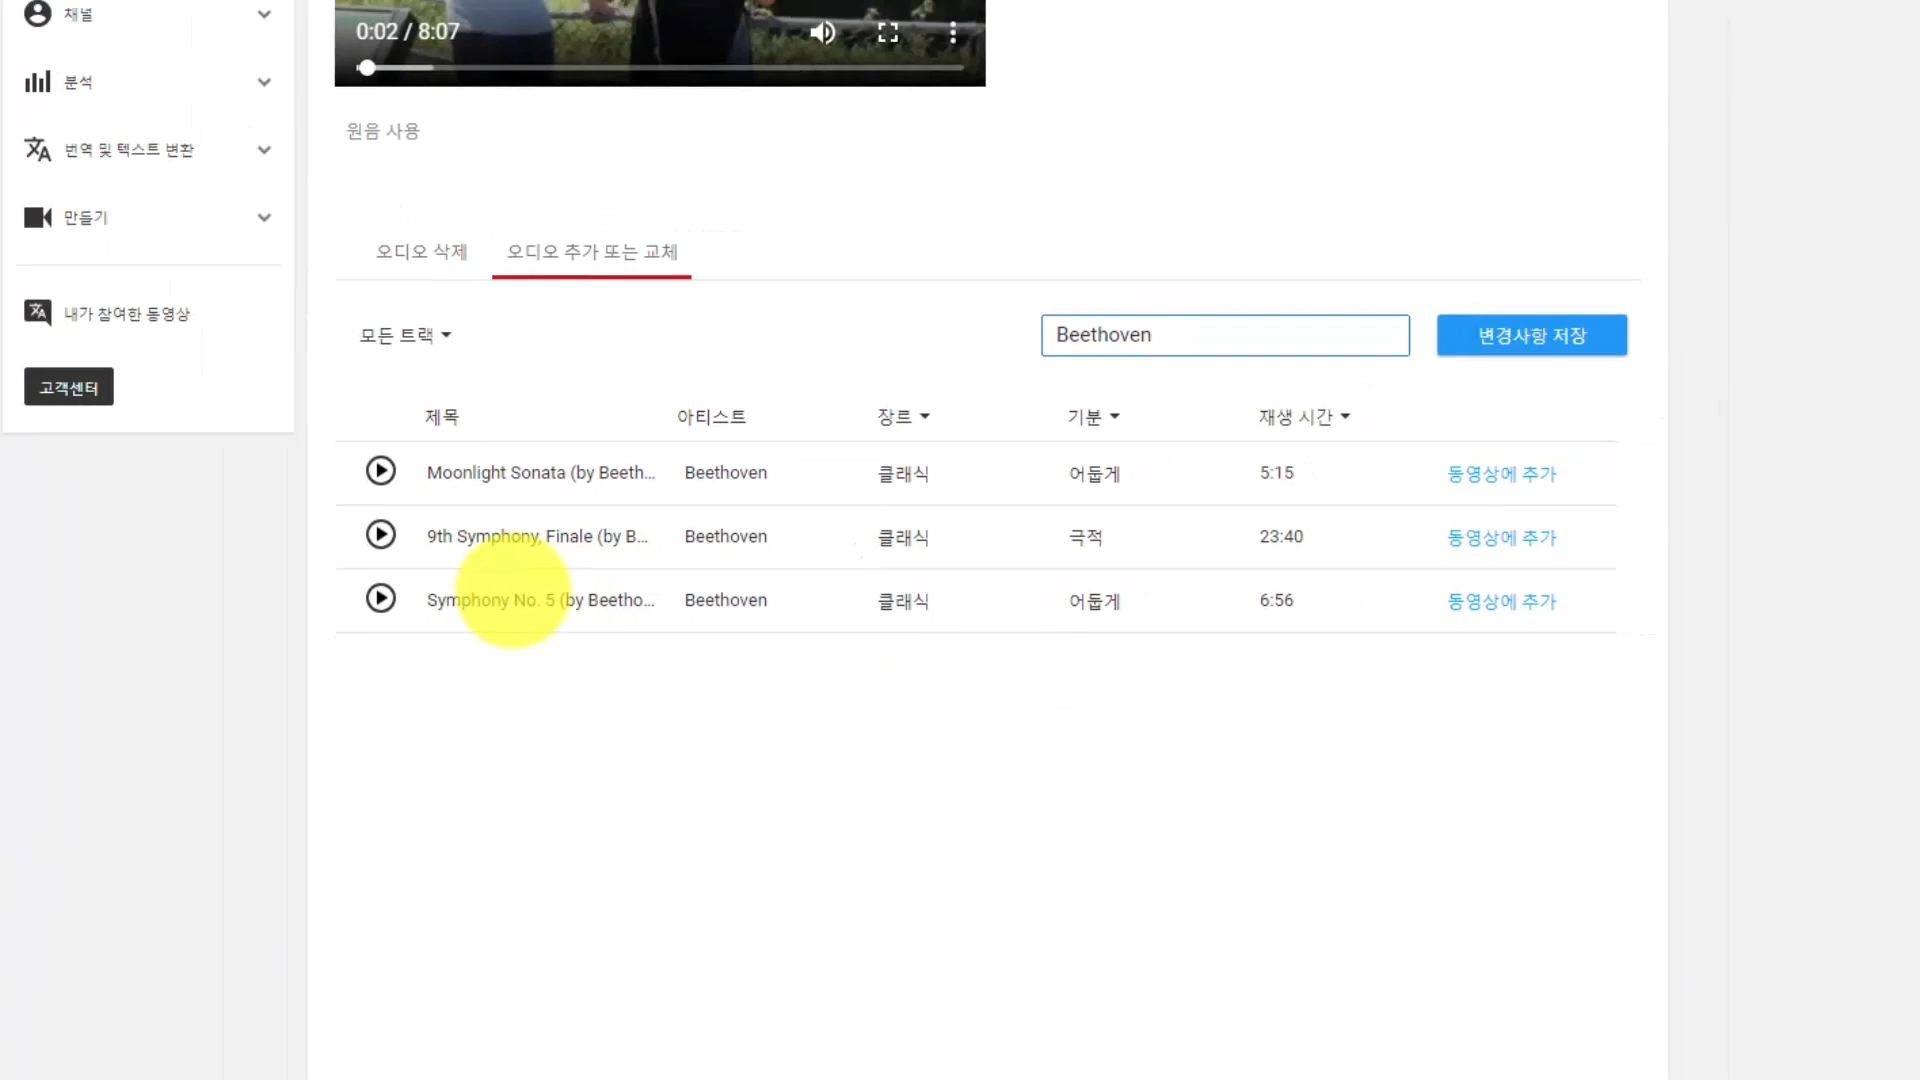 채널
분석
번역 및 텍스트 변환
만들기
내가 참여한 동영상
고객센터
0:02 / 8:07
원음 사용
오디오 삭제 오디오 추가 또는 교체
모든 트랙 Beethoven 변경사항 저장
제목 아티스트 장르 기분 재생 시간
Moonlight Sonata (by Beeth... Beethoven 클래식 어둡게 5:15 동영상에 추가
9th Symphony, Finale (by B... Beethoven 클래식 극적 23:40 동영상에 추가
Symphony No. 5 (by Beetho... Beethoven 클래식 어둡게 6:56 동영상에 추가